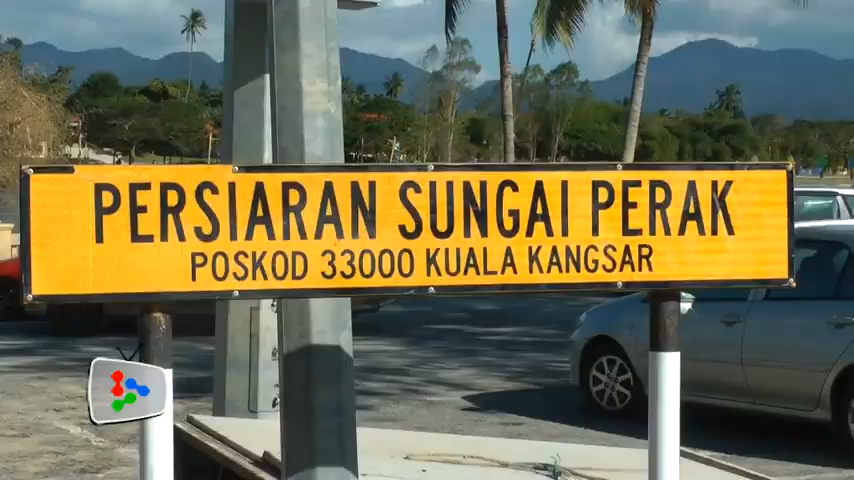 PERSIARAN SUNGAI PERAK
POSKOD 33000 KUALA KANGSAR